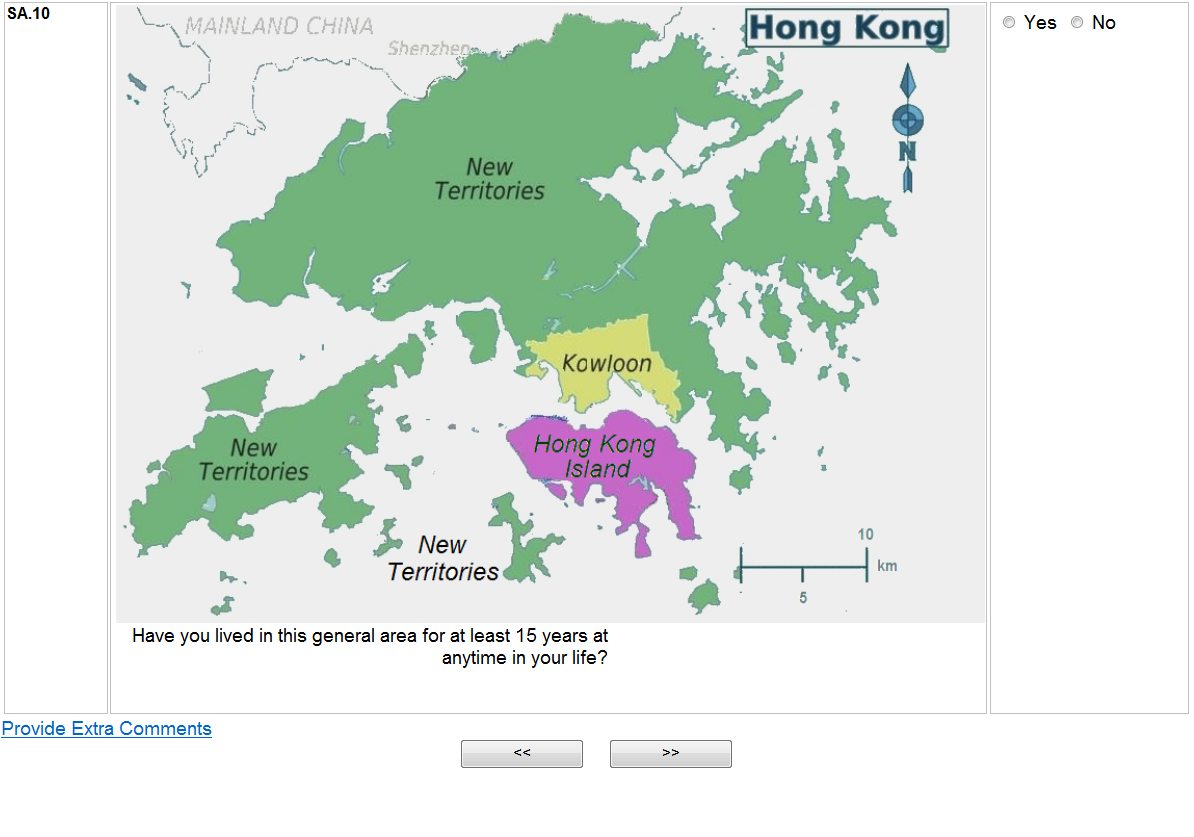 SA.10
MAINLAND CHINA
Shenzhen
Hong Kong
Yes
No
N
New
Territories
Kowloon
Hong Kong
Island
New
Territories
New
Territories
10
km
5
Have you lived in this general area for at least 15 years at
anytime in your life?
Provide Extra Comments
<<
>>